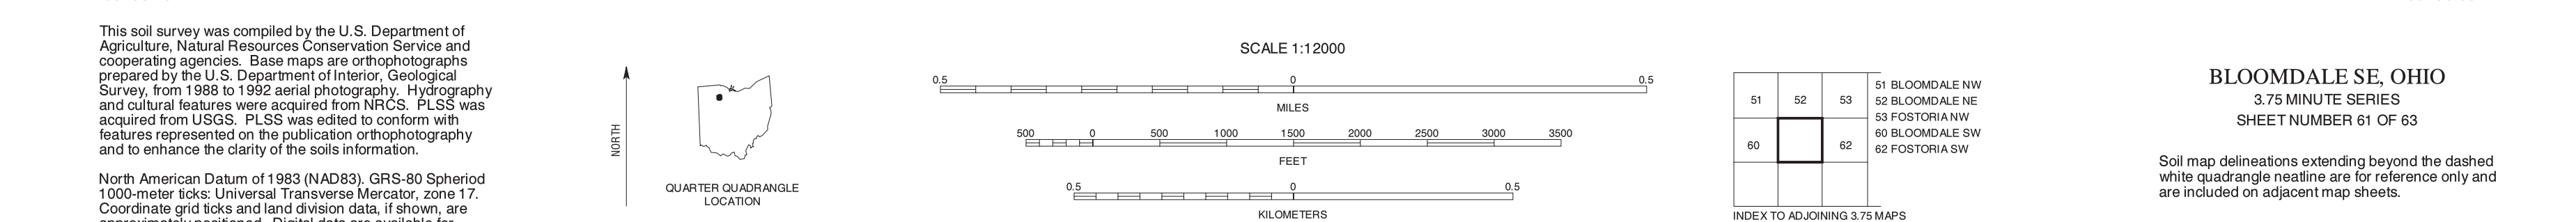 This soil survey was compiled by the U.S. Department of
Agriculture, Natural Resources Conservation Service and
cooperating agencies. Base maps are orthophotographs
prepared by the U.S. Department of Interior, Geological
Survey, from 1988 to 1992 aerial photography. Hydrography
and cultural features were acquired from NRCS. PLSS was
acquired from USGS. PLSS was edited to conform with
features represented on the publication orthophotography
and to enhance the clarity of the soils information.
North American Datum of 1983 (NAD83). GRS-80 Spheriod
1000-meter ticks: Universal Transverse Mercator, zone 17.
Coordinate grid ticks and land division data, if shown, are
approximately positioned. Digital data are available for
NORTH
QUARTER QUADRANGLE
LOCATION
SCALE 1:12000
0.5 0 0.5
MILES
500 0 500 1000 1500 2000 2500 3000 3500
FEET
0.5 0 0.5
KILOMETERS
51 52 53
60 62
51 BLOOMDALE NW
52 BLOOMDALE NE
53 FOSTORIA NW
60 BLOOMDALE SW
62 FOSTORIA SW
INDEX TO ADJOINING 3.75 MAPS
BLOOMDALE SE, OHIO
3.75 MINUTE SERIES
SHEET NUMBER 61 OF 63
Soil map delineations extending beyond the dashed
white quadrangle neatline are for reference only and
are included on adjacent map sheets.